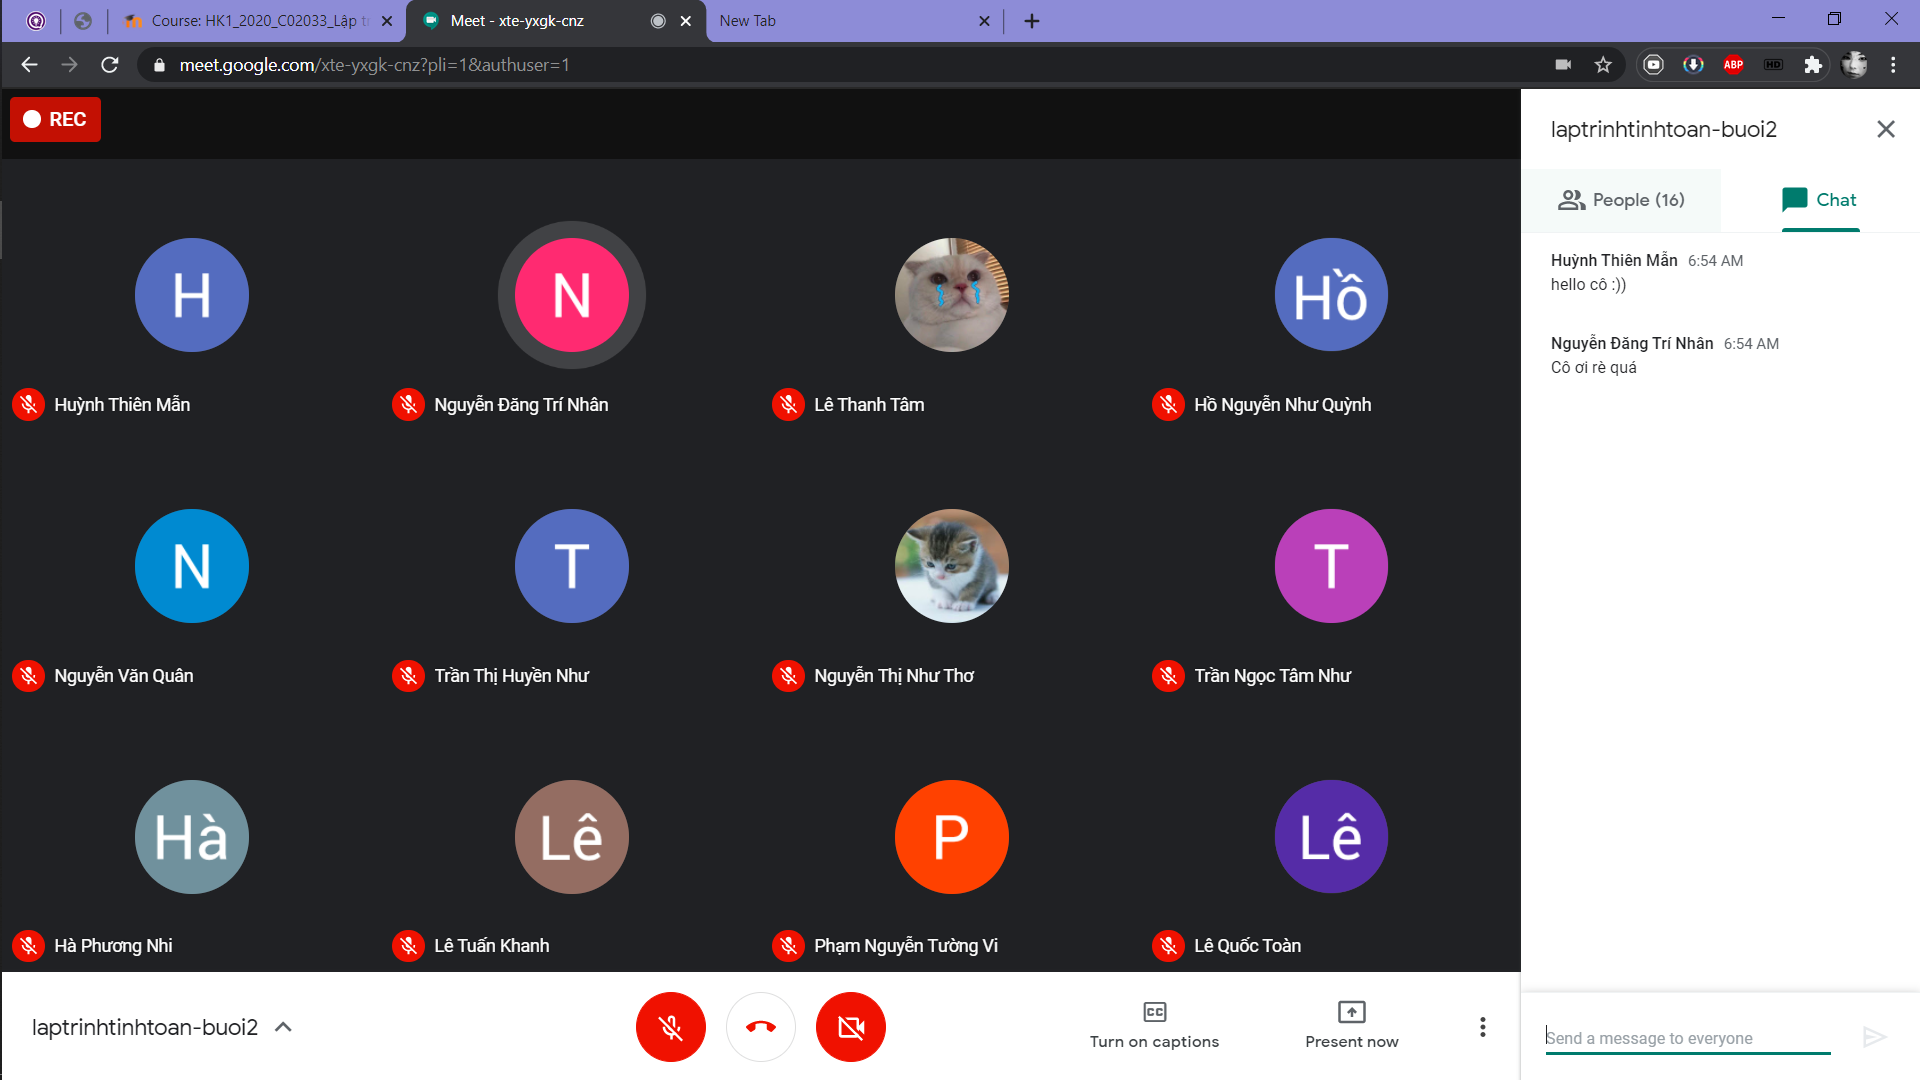 Course: HK1_2020_C02033_Lập tr
Meet - xte-yxgk-cnz
New Tab
meet.google.com/xte-yxgk-cnz?pli=1&authuser=1
ABP
HD
REC
laptrinhtinhtoan-buoi2
People (16)
Chat
Huỳnh Thiên Mẫn 6:54 AM
hello cô :))
Nguyễn Đăng Trí Nhân 6:54 AM
Cô ơi rè quá
H
N
Hồ
Huỳnh Thiên Mẫn
Nguyễn Đăng Trí Nhân
Lê Thanh Tâm
Hồ Nguyễn Như Quỳnh
N
T
T
Nguyễn Văn Quân
Trần Thị Huyền Như
Nguyễn Thị Như Thơ
Trần Ngọc Tâm Như
Hà
Lê
P
Lê
Hà Phương Nhi
Lê Tuấn Khanh
Phạm Nguyễn Tường Vi
Lê Quốc Toàn
laptrinhtinhtoan-buoi2
CC
Turn on captions
Present now
Send a message to everyone